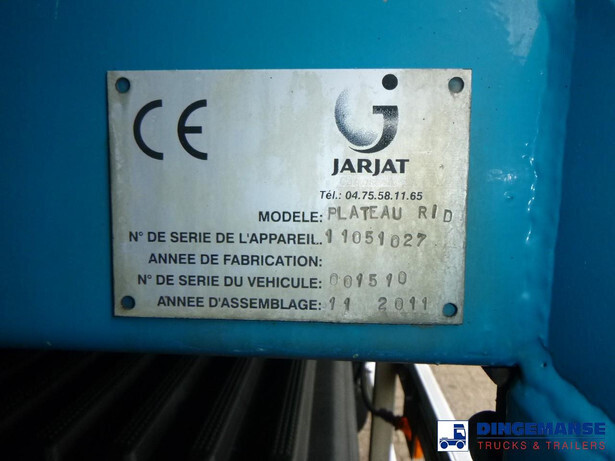 CE
JARJAT
Tél.: 04.75.58.11.65
MODELE: PLATEAU RID
N° DE SERIE DE L'APPAREIL. 11051027
ANNEE DE FABRICATION:
N° DE SERIE DU VEHICULE: 001510
ANNEE D'ASSEMBLAGE: 11 2011
DINGEMANSE
TRUCKS & TRAILERS